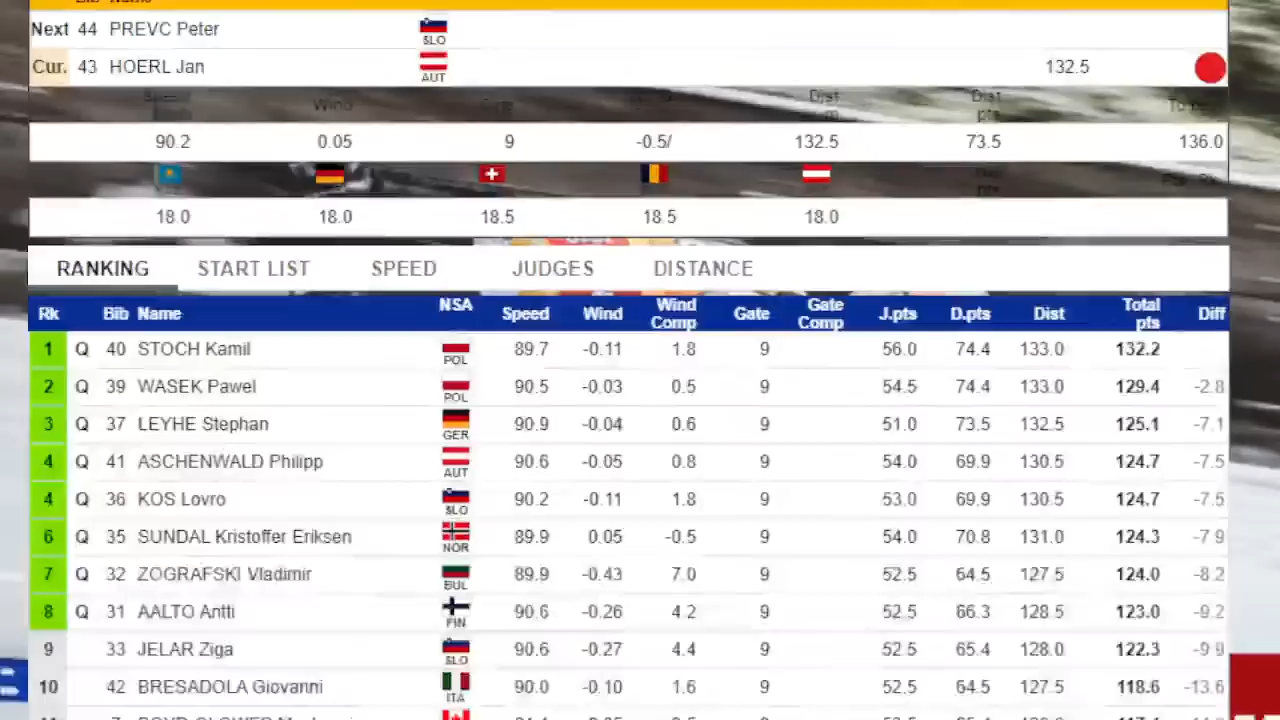 Next 44 PREVC Peter SLO
Cur. 43 HOERL Jan AUT 132.5
Wind Dist Dist
pts
90.2 0.05 9 -0.5/ 132.5 73.5 136.0
pts
18.0 18.0 18.5 18.5 18.0
RANKING START LIST SPEED JUDGES DISTANCE
Rk Bib Name NSA Speed Wind Wind Comp Gate Gate Comp J.pts D.pts Dist Total pts Diff
1 Q 40 STOCH Kamil POL 89.7 -0.11 1.8 9 56.0 74.4 133.0 132.2
2 Q 39 WASEK Pawel POL 90.5 -0.03 0.5 9 54.5 74.4 133.0 129.4 -2.8
3 Q 37 LEYHE Stephan GER 90.9 -0.04 0.6 9 51.0 73.5 132.5 125.1 -7.1
4 Q 41 ASCHENWALD Philipp AUT 90.6 -0.05 0.8 9 54.0 69.9 130.5 124.7 -7.5
4 Q 36 KOS Lovro SLO 90.2 -0.11 1.8 9 53.0 69.9 130.5 124.7 -7.5
6 Q 35 SUNDAL Kristoffer Eriksen NOR 89.9 0.05 -0.5 9 54.0 70.8 131.0 124.3 -7.9
7 Q 32 ZOGRAFSKI Vladimir BUL 89.9 -0.43 7.0 9 52.5 64.5 127.5 124.0 -8.2
8 Q 31 AALTO Antti FIN 90.6 -0.26 4.2 9 52.5 66.3 128.5 123.0 -9.2
9 33 JELAR Ziga SLO 90.6 -0.27 4.4 9 52.5 65.4 128.0 122.3 -9.9
10 42 BRESADOLA Giovanni ITA 90.0 -0.10 1.6 9 52.5 64.5 127.5 118.6 -13.6